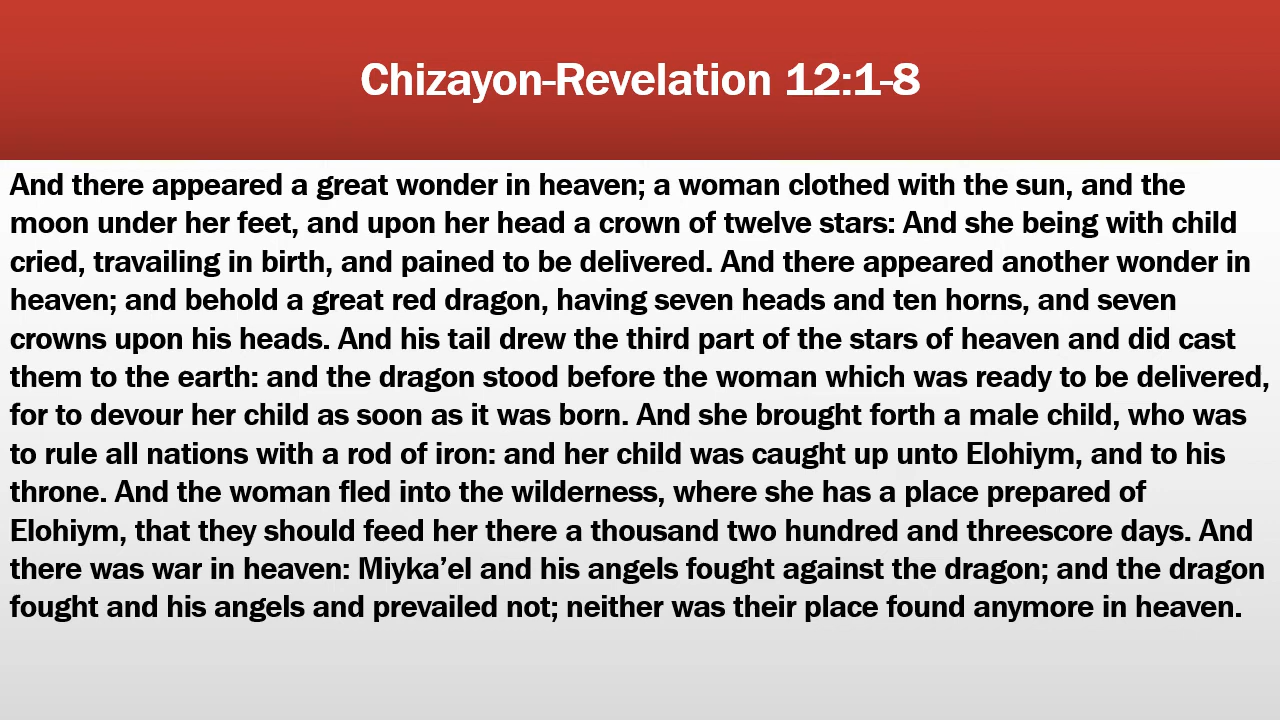 Chizayon-Revelation 12:1-8
And there appeared a great wonder in heaven; a woman clothed with the sun, and the
moon under her feet, and upon her head a crown of twelve stars: And she being with child
cried, travailing in birth, and pained to be delivered. And there appeared another wonder in
heaven; and behold a great red dragon, having seven heads and ten horns, and seven
crowns upon his heads. And his tail drew the third part of the stars of heaven and did cast
them to the earth: and the dragon stood before the woman which was ready to be delivered,
for to devour her child as soon as it was born. And she brought forth a male child, who was
to rule all nations with a rod of iron: and her child was caught up unto Elohiym, and to his
throne. And the woman fled into the wilderness, where she has a place prepared of
Elohiym, that they should feed her there a thousand two hundred and threescore days. And
there was war in heaven: Miyka’el and his angels fought against the dragon; and the dragon
fought and his angels and prevailed not; neither was their place found anymore in heaven.